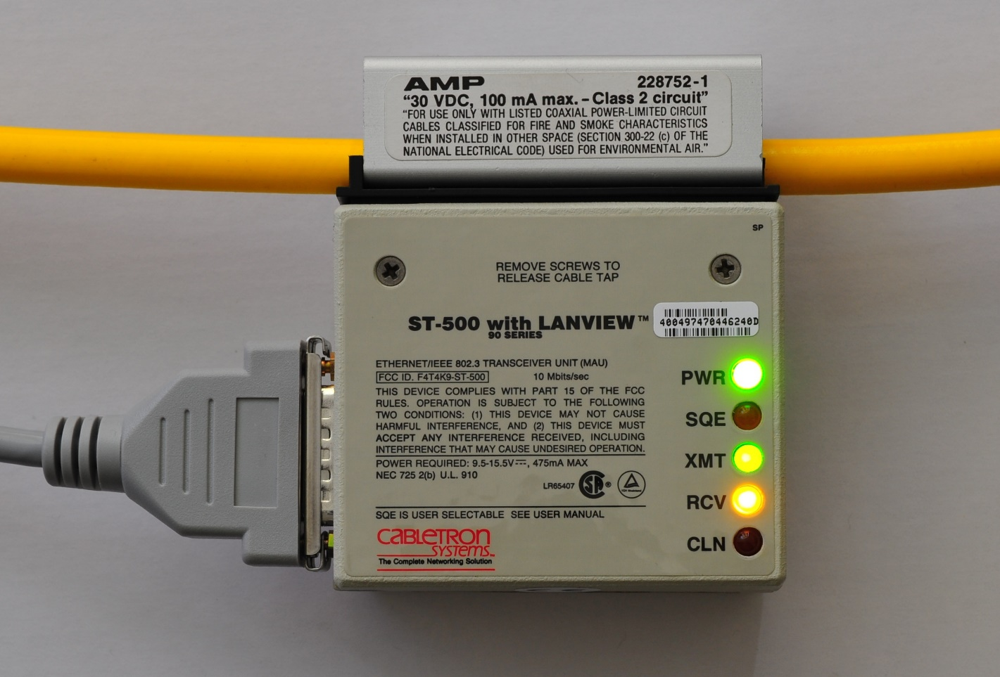 AMP 228752-1
“30 VDC, 100 mA max. – Class 2 circuit”
“FOR USE ONLY WITH LISTED COAXIAL POWER-LIMITED CIRCUIT
CABLES CLASSIFIED FOR FIRE AND SMOKE CHARACTERISTICS
WHEN INSTALLED IN OTHER SPACE (SECTION 300-22 (c) OF THE
NATIONAL ELECTRICAL CODE) USED FOR ENVIRONMENTAL AIR.”
SP
REMOVE SCREWS TO
RELEASE CABLE TAP
ST-500 with LANVIEW™
90 SERIES
400497470446240D
ETHERNET/IEEE 802.3 TRANSCEIVER UNIT (MAU)
FCC ID. F4T4K9-ST-500 10 Mbits/sec
THIS DEVICE COMPLIES WITH PART 15 OF THE FCC
RULES. OPERATION IS SUBJECT TO THE FOLLOWING
TWO CONDITIONS: (1) THIS DEVICE MAY NOT CAUSE
HARMFUL INTERFERENCE, AND (2) THIS DEVICE MUST
ACCEPT ANY INTERFERENCE RECEIVED, INCLUDING
INTERFERENCE THAT MAY CAUSE UNDESIRED OPERATION.
POWER REQUIRED: 9.5-15.5V⎓, 475mA MAX
NEC 725 2(b) U.L. 910
LR65407 SA®
SQE IS USER SELECTABLE SEE USER MANUAL
CABLETRON
SYSTEMS™
The Complete Networking Solution
PWR
SQE
XMT
RCV
CLN